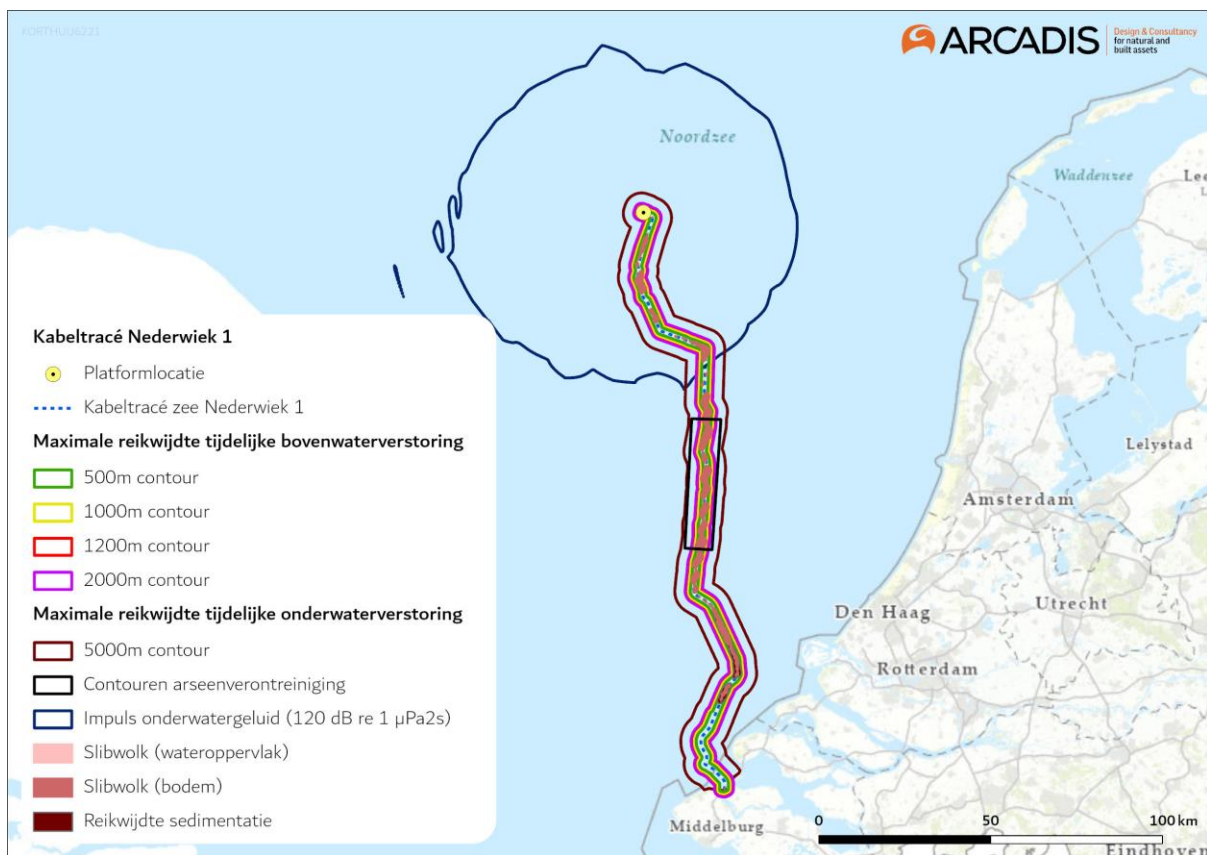 KORTHUIJ6221
ARCADIS
Design & Consultancy
for natural and
built assets
Noordzee
Waddenzee
Lee
Kabeltracé Nederwiek 1
Platformlocatie
Kabeltracé zee Nederwiek 1
Maximale reikwijdte tijdelijke bovenwaterverstoring
500m contour
1000m contour
1200m contour
2000m contour
Maximale reikwijdte tijdelijke onderwaterverstoring
5000m contour
Contouren arseenverontreiniging
Impuls onderwatergeluid (120 dB re 1 µPa2s)
Slibwolk (wateroppervlak)
Slibwolk (bodem)
Reikwijdte sedimentatie
Lelystad
Amsterdam
Den Haag
Utrecht
Rotterdam
Middelburg
Eindhoven
0 50 100 km